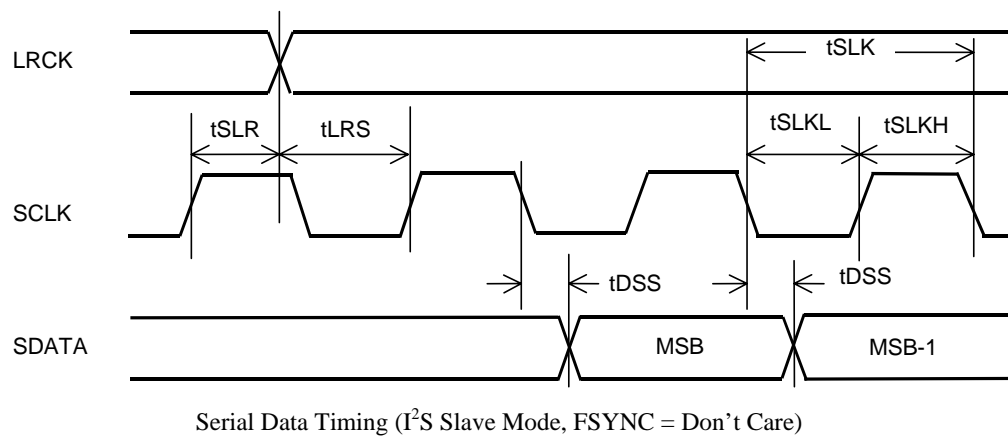 LRCK
tSLK
tSLR tLRS tSLKL tSLKH
SCLK
tDSS tDSS
SDATA MSB MSB-1
Serial Data Timing (I²S Slave Mode, FSYNC = Don't Care)